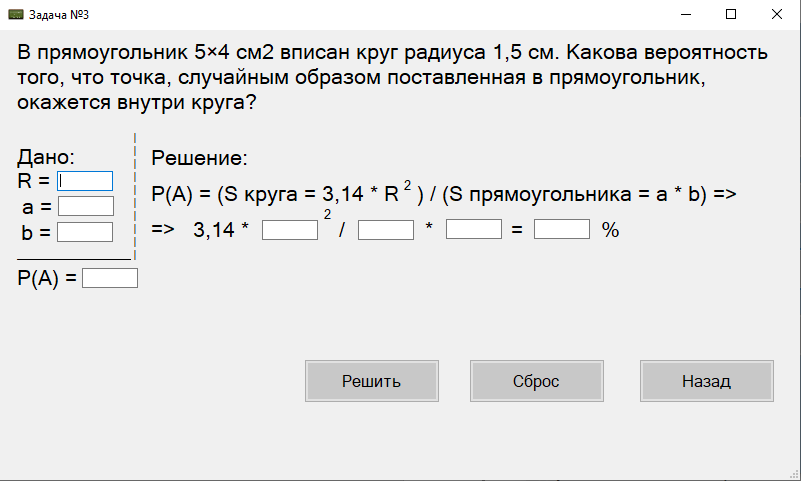 Задача №3
В прямоугольник 5×4 см2 вписан круг радиуса 1,5 см. Какова вероятность
того, что точка, случайным образом поставленная в прямоугольник,
окажется внутри круга?
Дано:
R =
a =
b =
P(A) =
Решение:
P(A) = (S круга = 3,14 * R 2 ) / (S прямоугольника = a * b) =>
=> 3,14 * 2 / * = %
Решить
Сброс
Назад